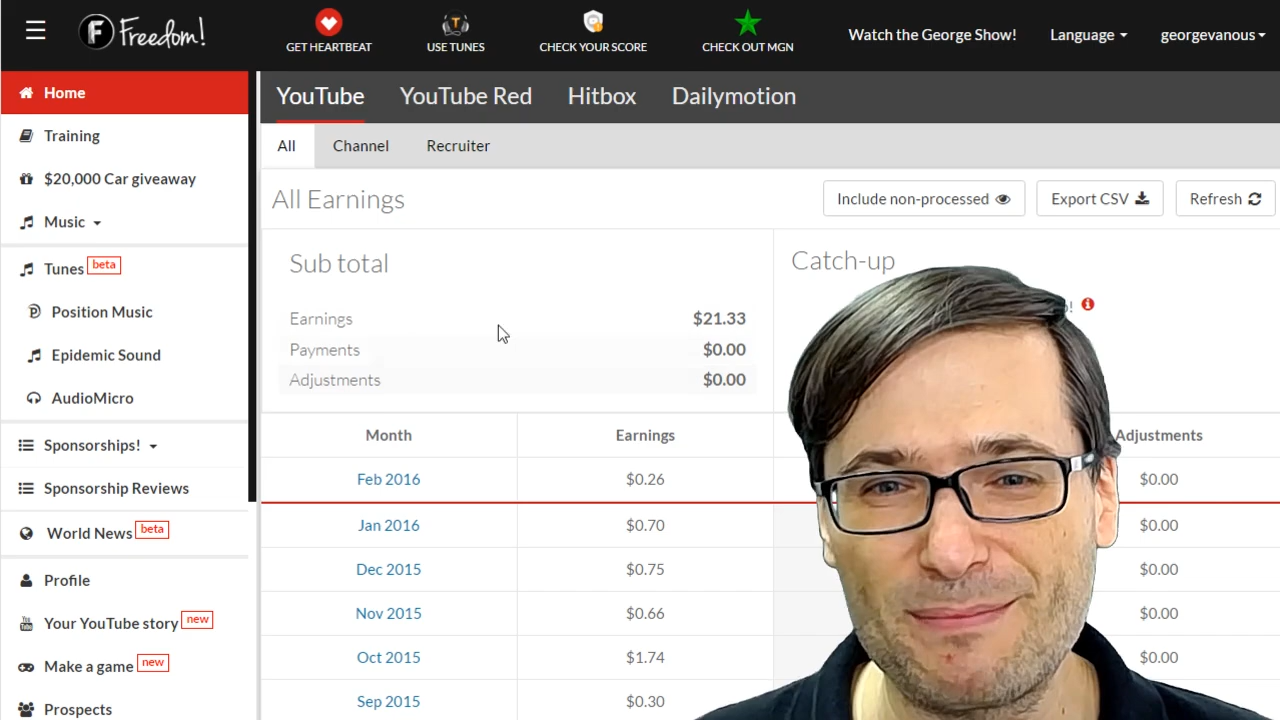 Freedom!
GET HEARTBEAT
USE TUNES
CHECK YOUR SCORE
CHECK OUT MGN
Watch the George Show!
Language
georgevanous
Home
Training
$20,000 Car giveaway
Music
Tunes beta
Position Music
Epidemic Sound
AudioMicro
Sponsorships!
Sponsorship Reviews
World News beta
Profile
Your YouTube story new
Make a game new
Prospects
YouTube YouTube Red Hitbox Dailymotion
All Channel Recruiter
All Earnings
Include non-processed Export CSV Refresh
Sub total
Earnings $21.33
Payments $0.00
Adjustments $0.00
Catch-up
Month Earnings Adjustments
Feb 2016 $0.26 $0.00
Jan 2016 $0.70 $0.00
Dec 2015 $0.75 $0.00
Nov 2015 $0.66 $0.00
Oct 2015 $1.74 $0.00
Sep 2015 $0.30